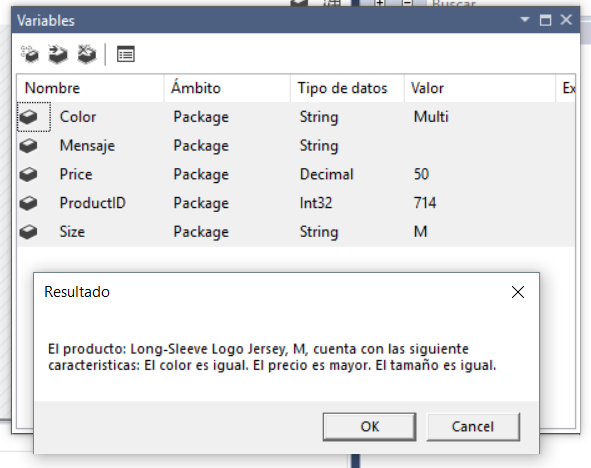 Buscar
Variables
Nombre Ámbito Tipo de datos Valor Ex
Color Package String Multi
Mensaje Package String
Price Package Decimal 50
ProductID Package Int32 714
Size Package String M
Resultado
El producto: Long-Sleeve Logo Jersey, M, cuenta con las siguiente
caracteristicas: El color es igual. El precio es mayor. El tamaño es igual.
OK Cancel